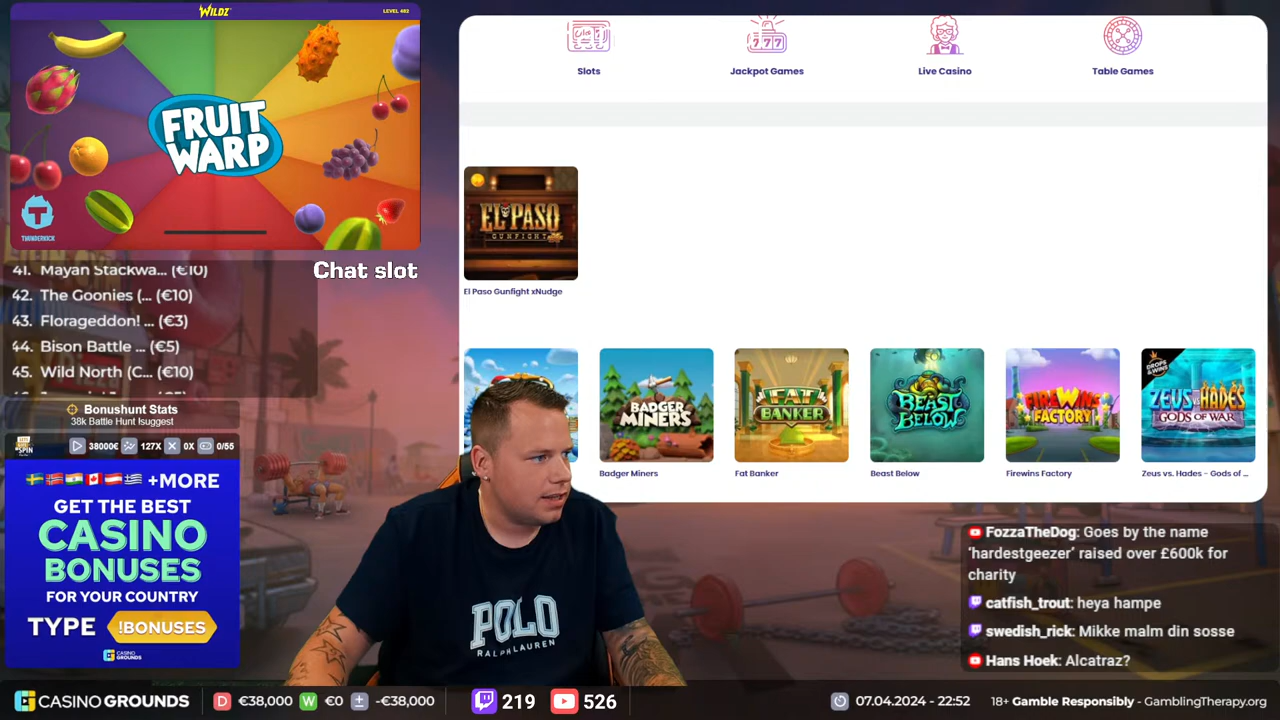 WILDZ
LEVEL 482
FRUIT
WARP
THUNDERKICK
Chat slot
41. Mayan Stackwa... (€10)
42. The Goonies (... (€10)
43. Florageddon! ... (€3)
44. Bison Battle ... (€5)
45. Wild North (C... (€10)
Bonushunt Stats
38k Battle Hunt !suggest
38000€ 127X 0X 0/55
+MORE
GET THE BEST
CASINO
BONUSES
FOR YOUR COUNTRY
TYPE !BONUSES
CASINO
GROUNDS
Slots
Jackpot Games
Live Casino
Table Games
777
EL PASO
GUNFIGHT
El Paso Gunfight xNudge
BADGER
MINERS
FAT
BANKER
BEAST
BELOW
FIREWINS
FACTORY
DROPS
&WINS
ZEUS VS HADES
GODS OF WAR
Badger Miners
Fat Banker
Beast Below
Firewins Factory
Zeus vs. Hades - Gods of ...
POLO
RALPH LAUREN
FozzaTheDog: Goes by the name
'hardestgeezer' raised over £600k for
charity
catfish_trout: heya hampe
swedish_rick: Mikke malm din sosse
Hans Hoek: Alcatraz?
CASINOGROUNDS
D €38,000 W €0 ± -€38,000
219
526
07.04.2024 - 22:52
18+ Gamble Responsibly - GamblingTherapy.org